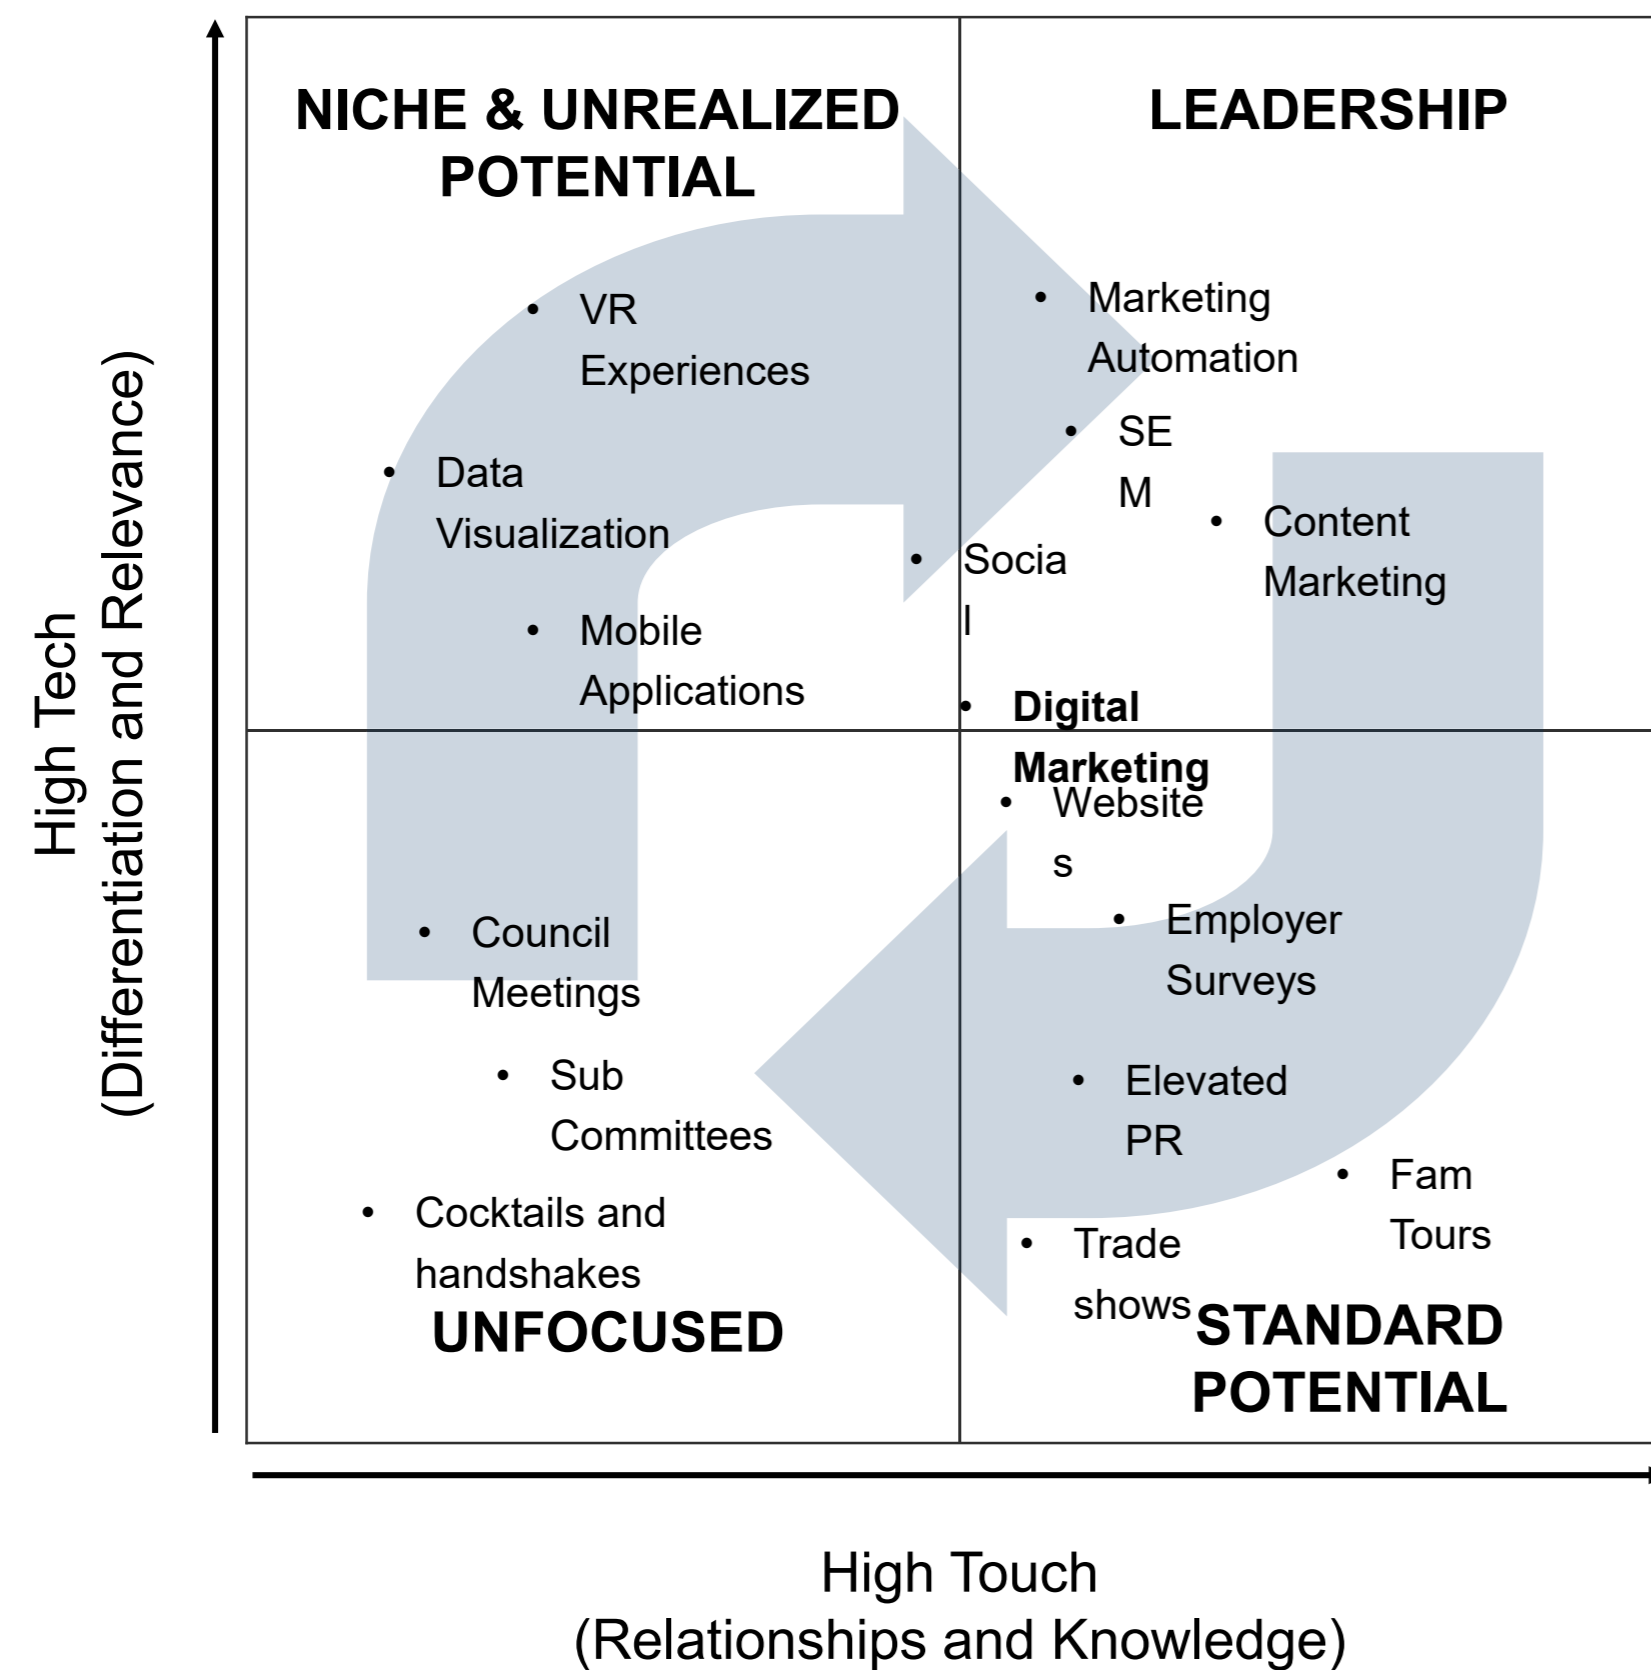 NICHE & UNREALIZED
POTENTIAL
LEADERSHIP
• VR
Experiences
• Marketing
Automation
• SE
M
• Data
Visualization
• Content
Marketing
• Socia
l
• Mobile
Applications
• Digital
Marketing
• Website
s
• Council
Meetings
• Employer
Surveys
• Sub
Committees
• Elevated
PR
• Fam
Tours
• Cocktails and
handshakes
• Trade
shows
UNFOCUSED
STANDARD
POTENTIAL
High Tech
(Differentiation and Relevance)
High Touch
(Relationships and Knowledge)